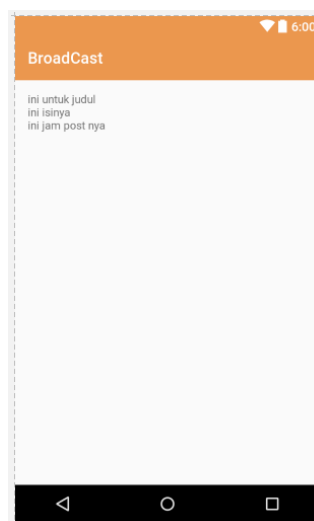 6:00
BroadCast
ini untuk judul
ini isinya
ini jam post nya